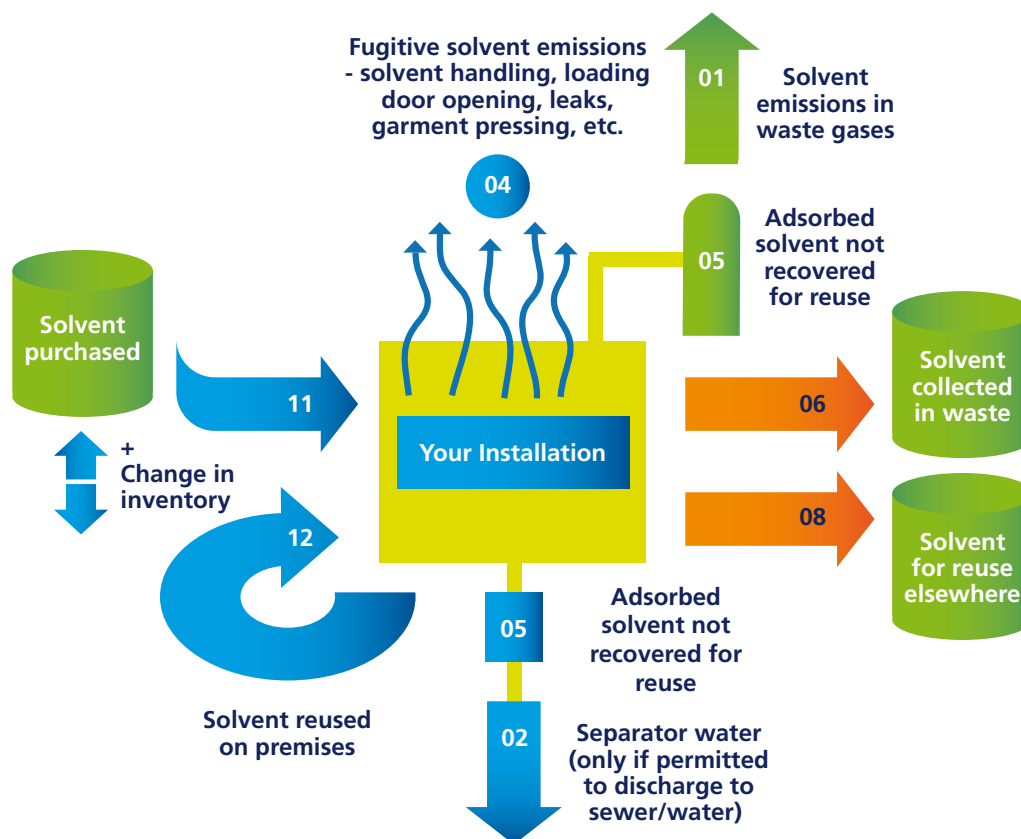 Fugitive solvent emissions
- solvent handling, loading
door opening, leaks,
garment pressing, etc.
01
Solvent
emissions in
waste gases
04
05
Adsorbed
solvent not
recovered
for reuse
Solvent
purchased
11
+
Change in
inventory
12
Solvent reused
on premises
Your Installation
06
Solvent
collected
in waste
08
Solvent
for reuse
elsewhere
05
Adsorbed
solvent not
recovered for
reuse
02
Separator water
(only if permitted
to discharge to
sewer/water)